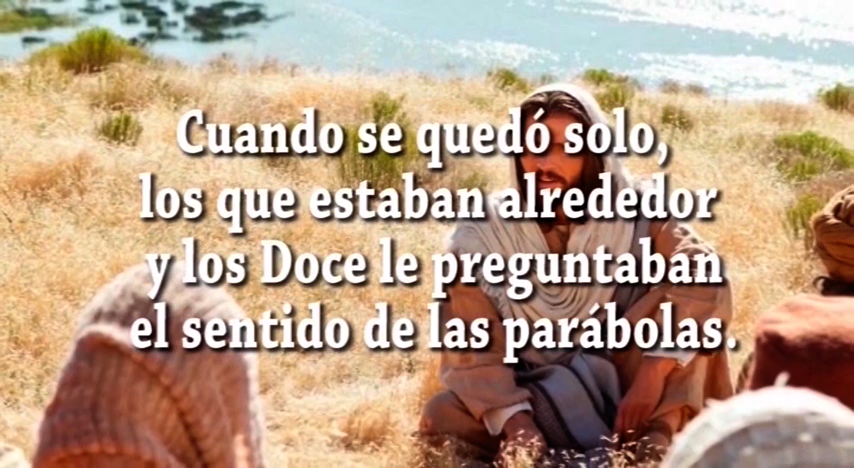 Cuando se quedó solo,
los que estaban alrededor
y los Doce le preguntaban
el sentido de las parábolas.